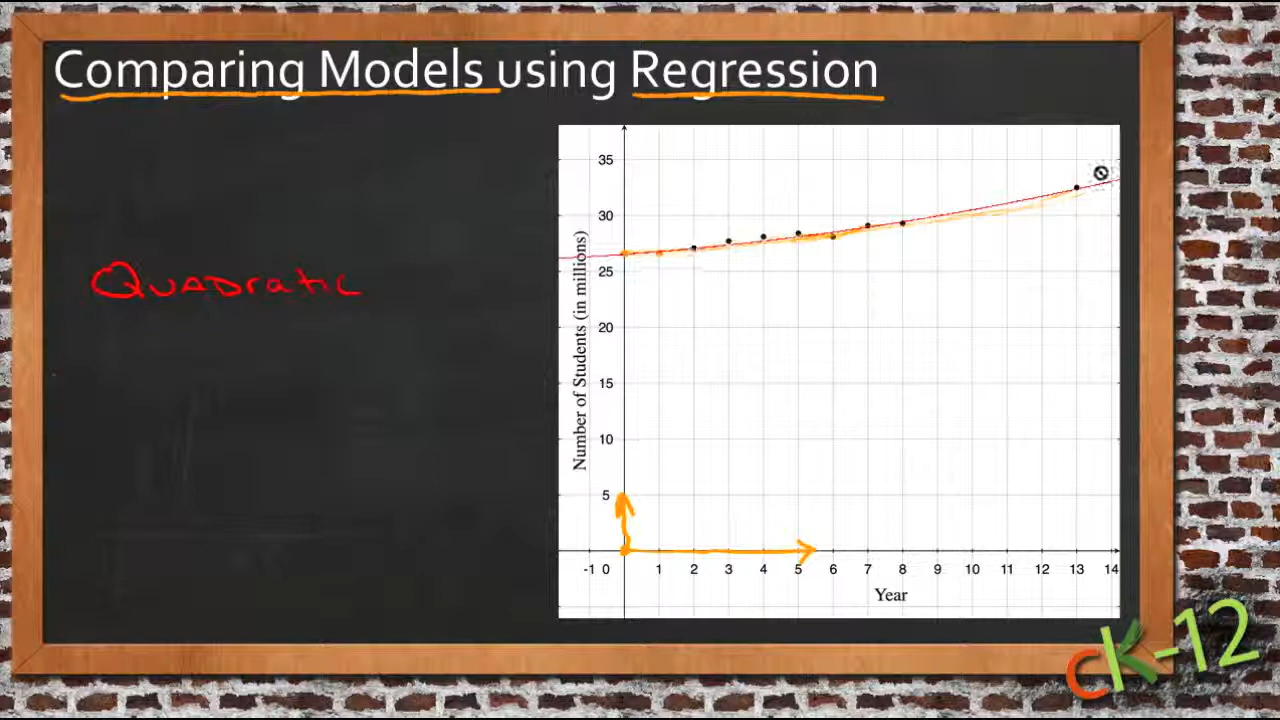 Comparing Models using Regression
Quadratic
Number of Students (in millions)
35
30
25
20
15
10
5
-1 0 1 2 3 4 5 6 7 8 9 10 11 12 13 14
Year
cK-12